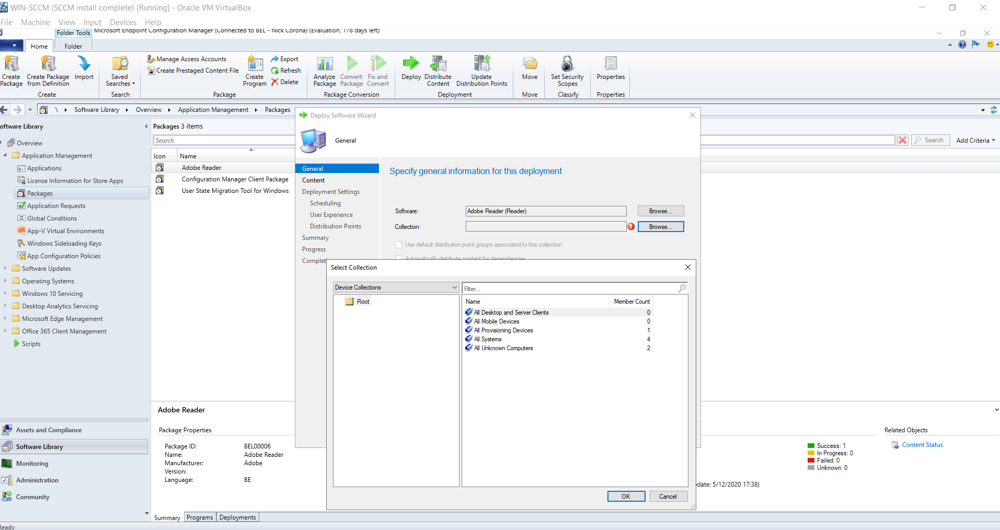 WIN-SCCM (SCCM install complete) [Running] - Oracle VM VirtualBox
File Machine View Input Devices Help
Folder Tools Microsoft Endpoint Configuration Manager (Connected to BEL - Nick Corona) (Evaluation, 178 days left)
Home Folder
Create Package
Create Package from Definition
Import
Create
Saved Searches
Search
Manage Access Accounts
Create Prestaged Content File
Create Program
Export
Refresh
Delete
Package
Analyze Package
Convert Package
Fix and Convert
Package Conversion
Deploy
Distribute Content
Update Distribution Points
Deployment
Move
Move
Set Security Scopes
Classify
Properties
Properties
\ Software Library Overview Application Management Packages
oftware Library
Overview
Application Management
Applications
License Information for Store Apps
Packages
Application Requests
Global Conditions
App-V Virtual Environments
Windows Sideloading Keys
App Configuration Policies
Software Updates
Operating Systems
Windows 10 Servicing
Desktop Analytics Servicing
Microsoft Edge Management
Office 365 Client Management
Scripts
Assets and Compliance
Software Library
Monitoring
Administration
Community
eady
Packages 3 items
Search
Search Add Criteria
Icon Name
Adobe Reader
Configuration Manager Client Package
User State Migration Tool for Windows
Deploy Software Wizard
General
General
Content
Deployment Settings
Scheduling
User Experience
Distribution Points
Summary
Progress
Completi
Specify general information for this deployment
Software: Adobe Reader (Reader) Browse...
Collection: Browse...
Use default distribution point groups associated to this collection
Automatically distribute content for dependencies
Select Collection
Device Collections
Filter...
Root
Name Member Count
All Desktop and Server Clients 0
All Mobile Devices 0
All Provisioning Devices 1
All Systems 4
All Unknown Computers 2
OK Cancel
Adobe Reader
Package Properties
Package ID: BEL00006
Name: Adobe Reader
Manufacturer: Adobe
Version:
Language: BE
Success: 1
In Progress: 0
Failed: 0
Unknown: 0
date: 5/12/2020 17:38)
Related Objects
Content Status
Summary Programs Deployments